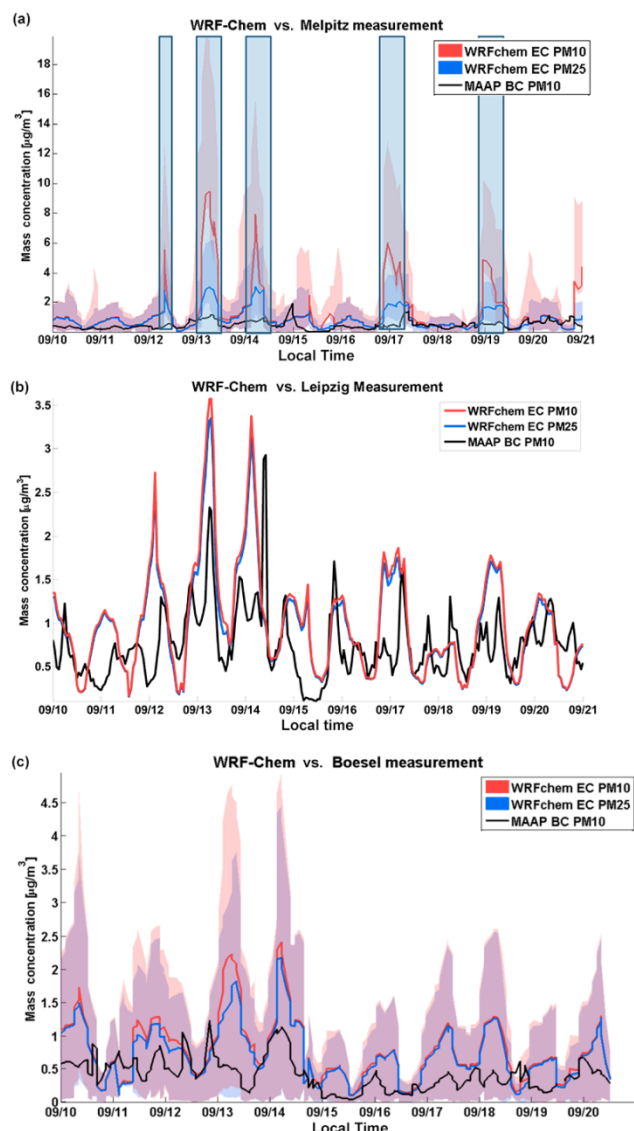 (a)
WRF-Chem vs. Melpitz measurement
WRFchem EC PM10
WRFchem EC PM25
MAAP BC PM10
Mass concentration [µg/m³]
18
16
14
12
10
8
6
4
2
09/10 09/11 09/12 09/13 09/14 09/15 09/16 09/17 09/18 09/19 09/20 09/21
Local Time
(b)
WRF-Chem vs. Leipzig Measurement
WRFchem EC PM10
WRFchem EC PM25
MAAP BC PM10
Mass concentration [µg/m³]
3.5
3
2.5
2
1.5
1
0.5
09/10 09/11 09/12 09/13 09/14 09/15 09/16 09/17 09/18 09/19 09/20 09/21
Local time
(c)
WRF-Chem vs. Boesel measurement
WRFchem EC PM10
WRFchem EC PM25
MAAP BC PM10
Mass concentration [µg/m³]
4.5
4
3.5
3
2.5
2
1.5
1
0.5
0
09/10 09/11 09/12 09/13 09/14 09/15 09/16 09/17 09/18 09/19 09/20
Local Time